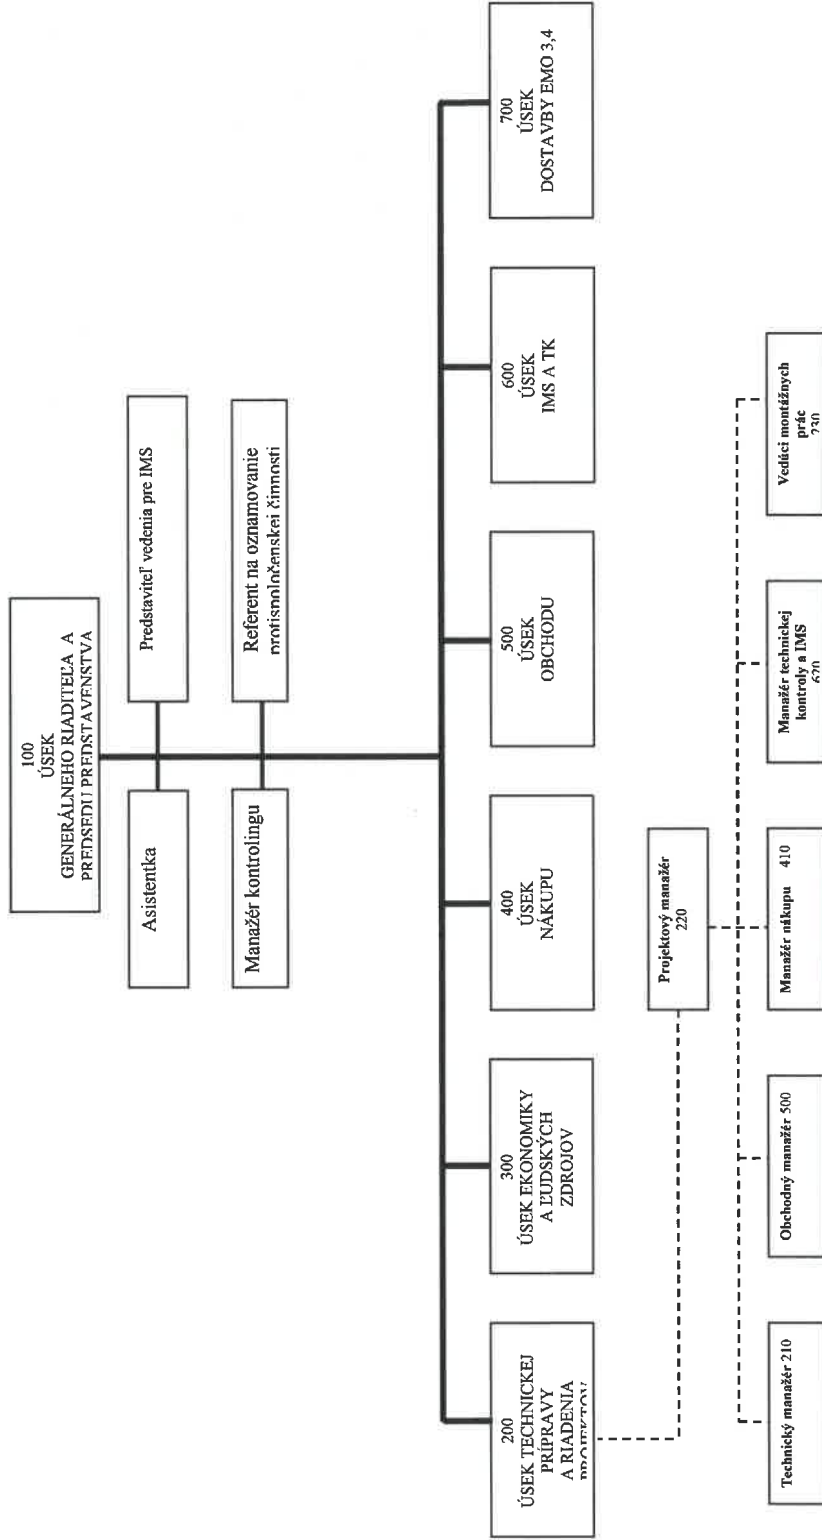 100
ÚSEK
GENERÁLNEHO RIADITEĽA A
PREDSEDU PREDSTAVENSTVA
Asistentka
Predstaviteľ vedenia pre IMS
Manažér kontrolingu
Referent na oznamovanie
protispoločenskej činnosti
200
ÚSEK TECHNICKEJ
PRÍPRAVY
A RIADENIA
PROJEKTOV
300
ÚSEK EKONOMIKY
A ĽUDSKÝCH
ZDROJOV
400
ÚSEK
NÁKUPU
500
ÚSEK
OBCHODU
600
ÚSEK
IMS A TK
700
ÚSEK
DOSTAVBY EMO 3,4
Projektový manažér
220
Technický manažér 210
Obchodný manažér 500
Manažér nákupu 410
Manažér technickej
kontroly a IMS
620
Vedúci montážnych
prác
230